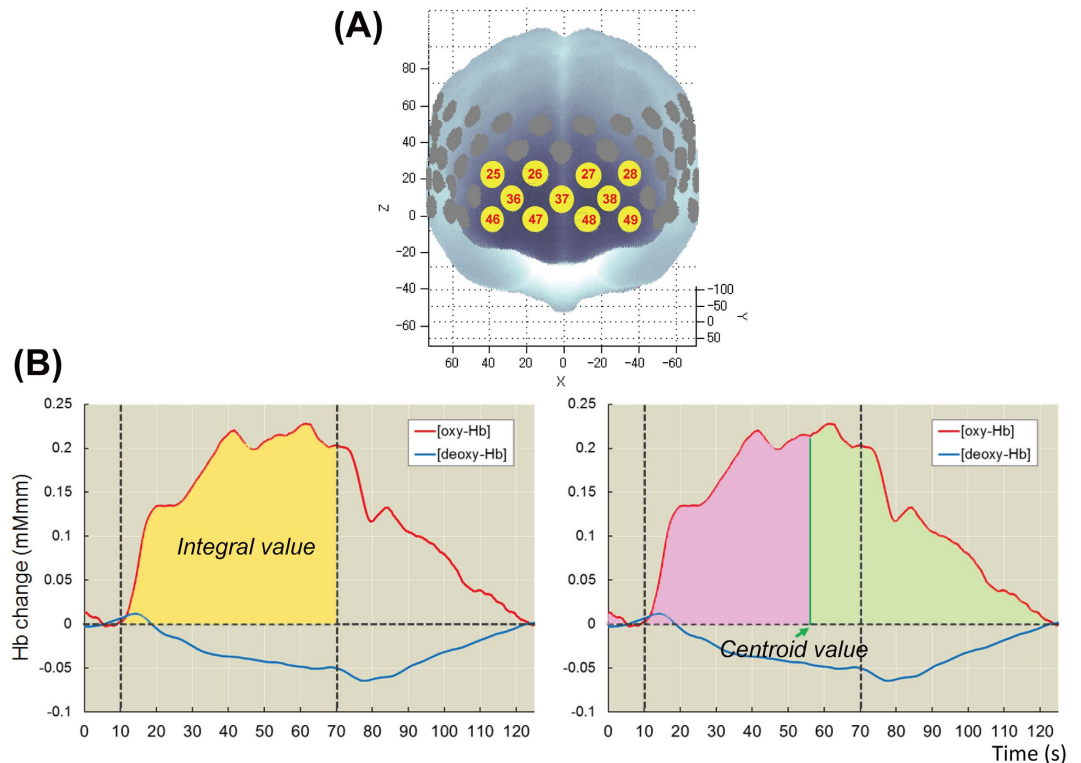 (A)
80
60
40
20
0
-20
-40
-60
Z
25 26 27 28
36 37 38
46 47 48 49
-100
-50
0
50
Y
60 40 20 0 -20 -40 -60
X
(B)
Hb change (mMmm)
0.25
0.2
0.15
0.1
0.05
0
-0.05
-0.1
[oxy-Hb]
[deoxy-Hb]
Integral value
0 10 20 30 40 50 60 70 80 90 100 110 120
0.25
0.2
0.15
0.1
0.05
0
-0.05
-0.1
[oxy-Hb]
[deoxy-Hb]
Centroid value
0 10 20 30 40 50 60 70 80 90 100 110 120
Time (s)